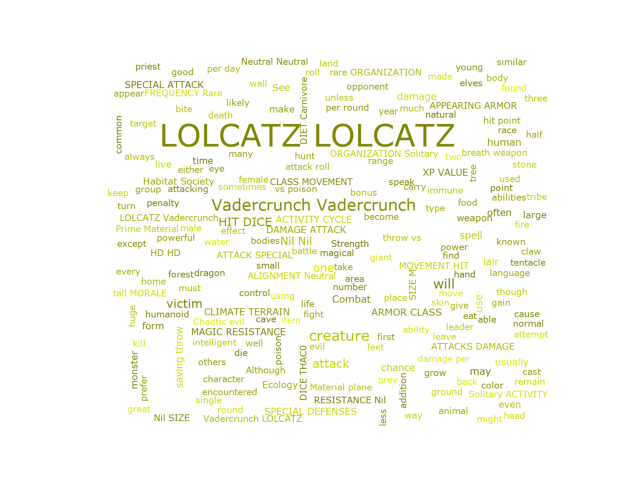 Neutral Neutral land similar
priest good per day roll rare ORGANIZATION young body
SPECIAL ATTACK wall See opponent made elves found
appear FREQUENCY Rare likely unless damage three
bite death make DIET Carnivore per round year much APPEARING ARMOR
common target natural hit point
LOLCATZ LOLCATZ race half
human
always time many hunt ORGANIZATION Solitary two breath weapon
live either eye attack roll range XP VALUE tree stone
Habitat Society female CLASS MOVEMENT speak used
keep group attacking sometimes vs poison bonus carry immune point abilities tribe
turn penalty Vadercrunch Vadercrunch type food
LOLCATZ Vadercrunch male HIT DICE ACTIVITY CYCLE become weapon often large
Prime Material effect DAMAGE ATTACK fire
except powerful water bodies Nil Nil Strength throw vs spell known
HD HD ATTACK SPECIAL battle magical power claw
every forest dragon small one take giant MOVEMENT HIT find lair tentacle
home ALIGNMENT Neutral area SIZE M hand language
tall MORALE must control using number will though
victim life Combat place move skin use gain
huge humanoid CLIMATE TERRAIN fight ARMOR CLASS give cause
form Chaotic evil cave item eat able normal
MAGIC RESISTANCE creature first ability leader attempt
kill saving throw intelligent well poison evil feet leave ATTACKS DAMAGE
die attack damage per usually
monster others Although DICE THAC0 chance grow may cast
prefer character Ecology Material plane prey back color remain
encountered addition ground Solitary ACTIVITY
single RESISTANCE Nil even
great round SPECIAL DEFENSES less way animal
Nil SIZE Vadercrunch LOLCATZ might head